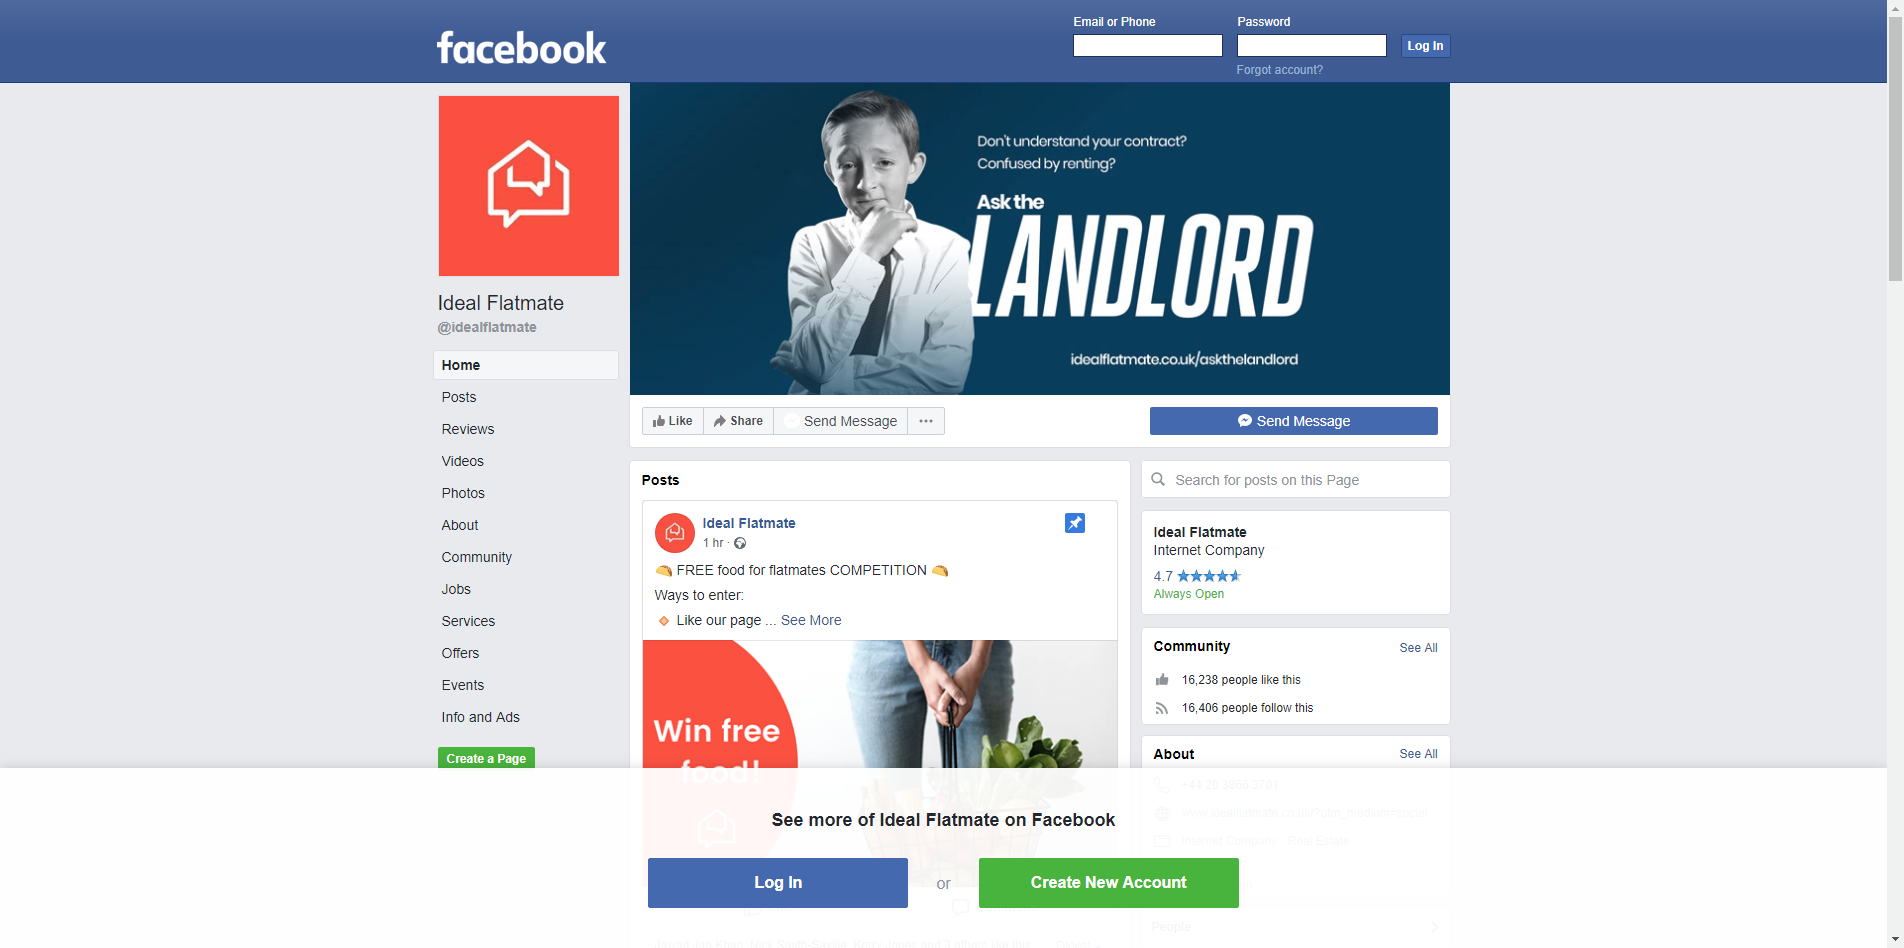 facebook
Email or Phone
Password
Log In
Forgot account?
Ideal Flatmate
@idealflatmate
Home
Posts
Reviews
Videos
Photos
About
Community
Jobs
Services
Offers
Events
Info and Ads
Create a Page
Don't understand your contract?
Confused by renting?
Ask the
LANDLORD
idealflatmate.co.uk/askthelandlord
Like
Share
Send Message
Send Message
Posts
Ideal Flatmate
1 hr ·
🌮 FREE food for flatmates COMPETITION 🌮
Ways to enter:
🔸 Like our page ... See More
Win free
food!
Search for posts on this Page
Ideal Flatmate
Internet Company
4.7
Always Open
Community
See All
16,238 people like this
16,406 people follow this
About
See All
Internet Company · Real Estate
People
See more of Ideal Flatmate on Facebook
Log In
or
Create New Account